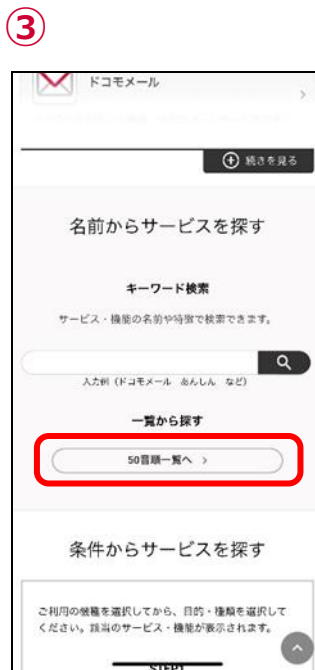 ③
ドコモメール
続きを見る
名前からサービスを探す
キーワード検索
サービス・機能の名前や特徴で検索できます。
入力例（ドコモメール あんしん など）
一覧から探す
50音順一覧へ
条件からサービスを探す
ご利用の機種を選択してから、目的・種類を選択して
ください。該当のサービス・機能が表示されます。
STEP1